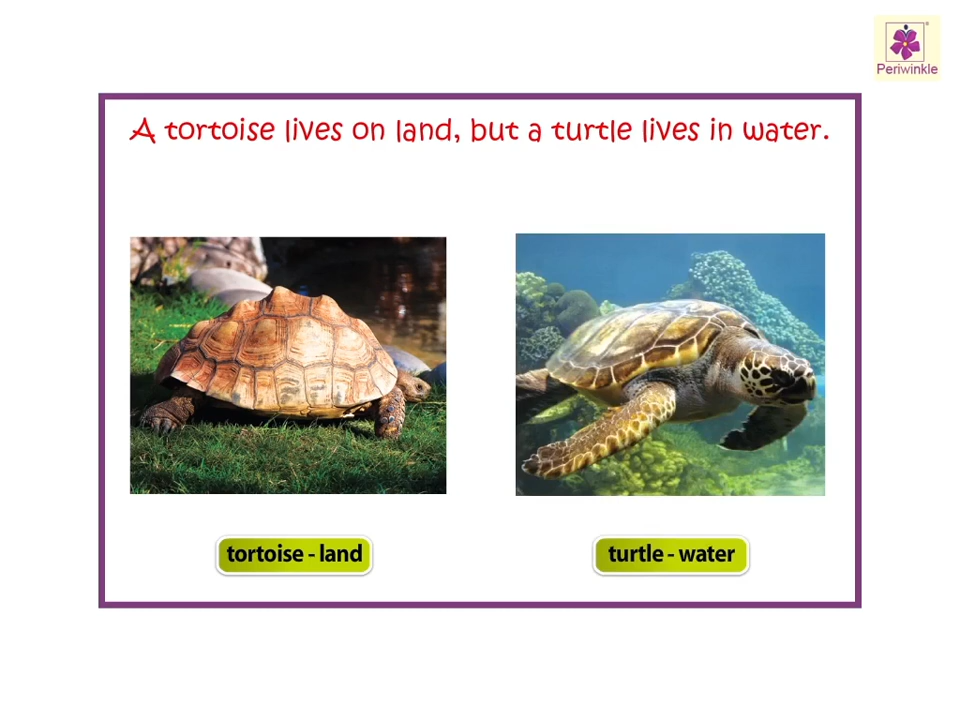 Periwinkle
A tortoise lives on land, but a turtle lives in water.
tortoise - land
turtle - water